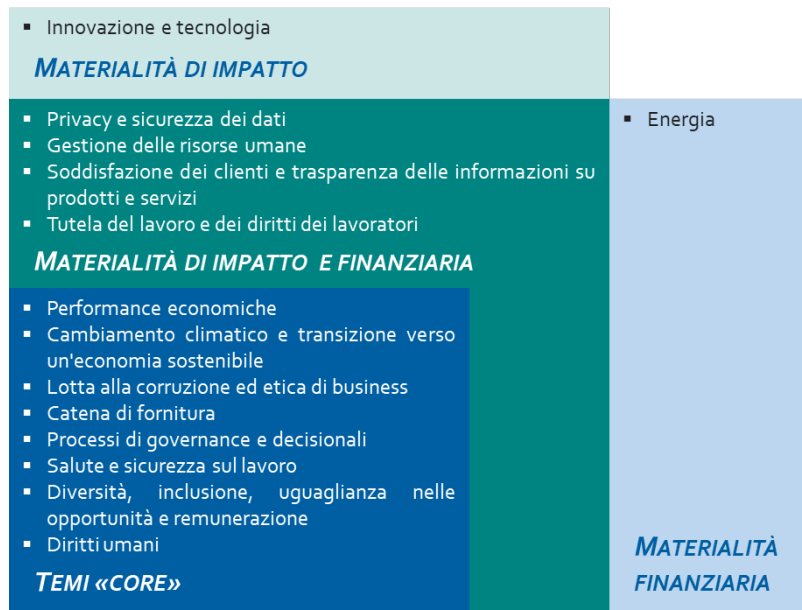 ▪ Innovazione e tecnologia
MATERIALITÀ DI IMPATTO
▪ Privacy e sicurezza dei dati
▪ Gestione delle risorse umane
▪ Soddisfazione dei clienti e trasparenza delle informazioni su
prodotti e servizi
▪ Tutela del lavoro e dei diritti dei lavoratori
MATERIALITÀ DI IMPATTO E FINANZIARIA
▪ Performance economiche
▪ Cambiamento climatico e transizione verso
un'economia sostenibile
▪ Lotta alla corruzione ed etica di business
▪ Catena di fornitura
▪ Processi di governance e decisionali
▪ Salute e sicurezza sul lavoro
▪ Diversità, inclusione, uguaglianza nelle
opportunità e remunerazione
▪ Diritti umani
TEMI «CORE»
▪ Energia
MATERIALITÀ
FINANZIARIA